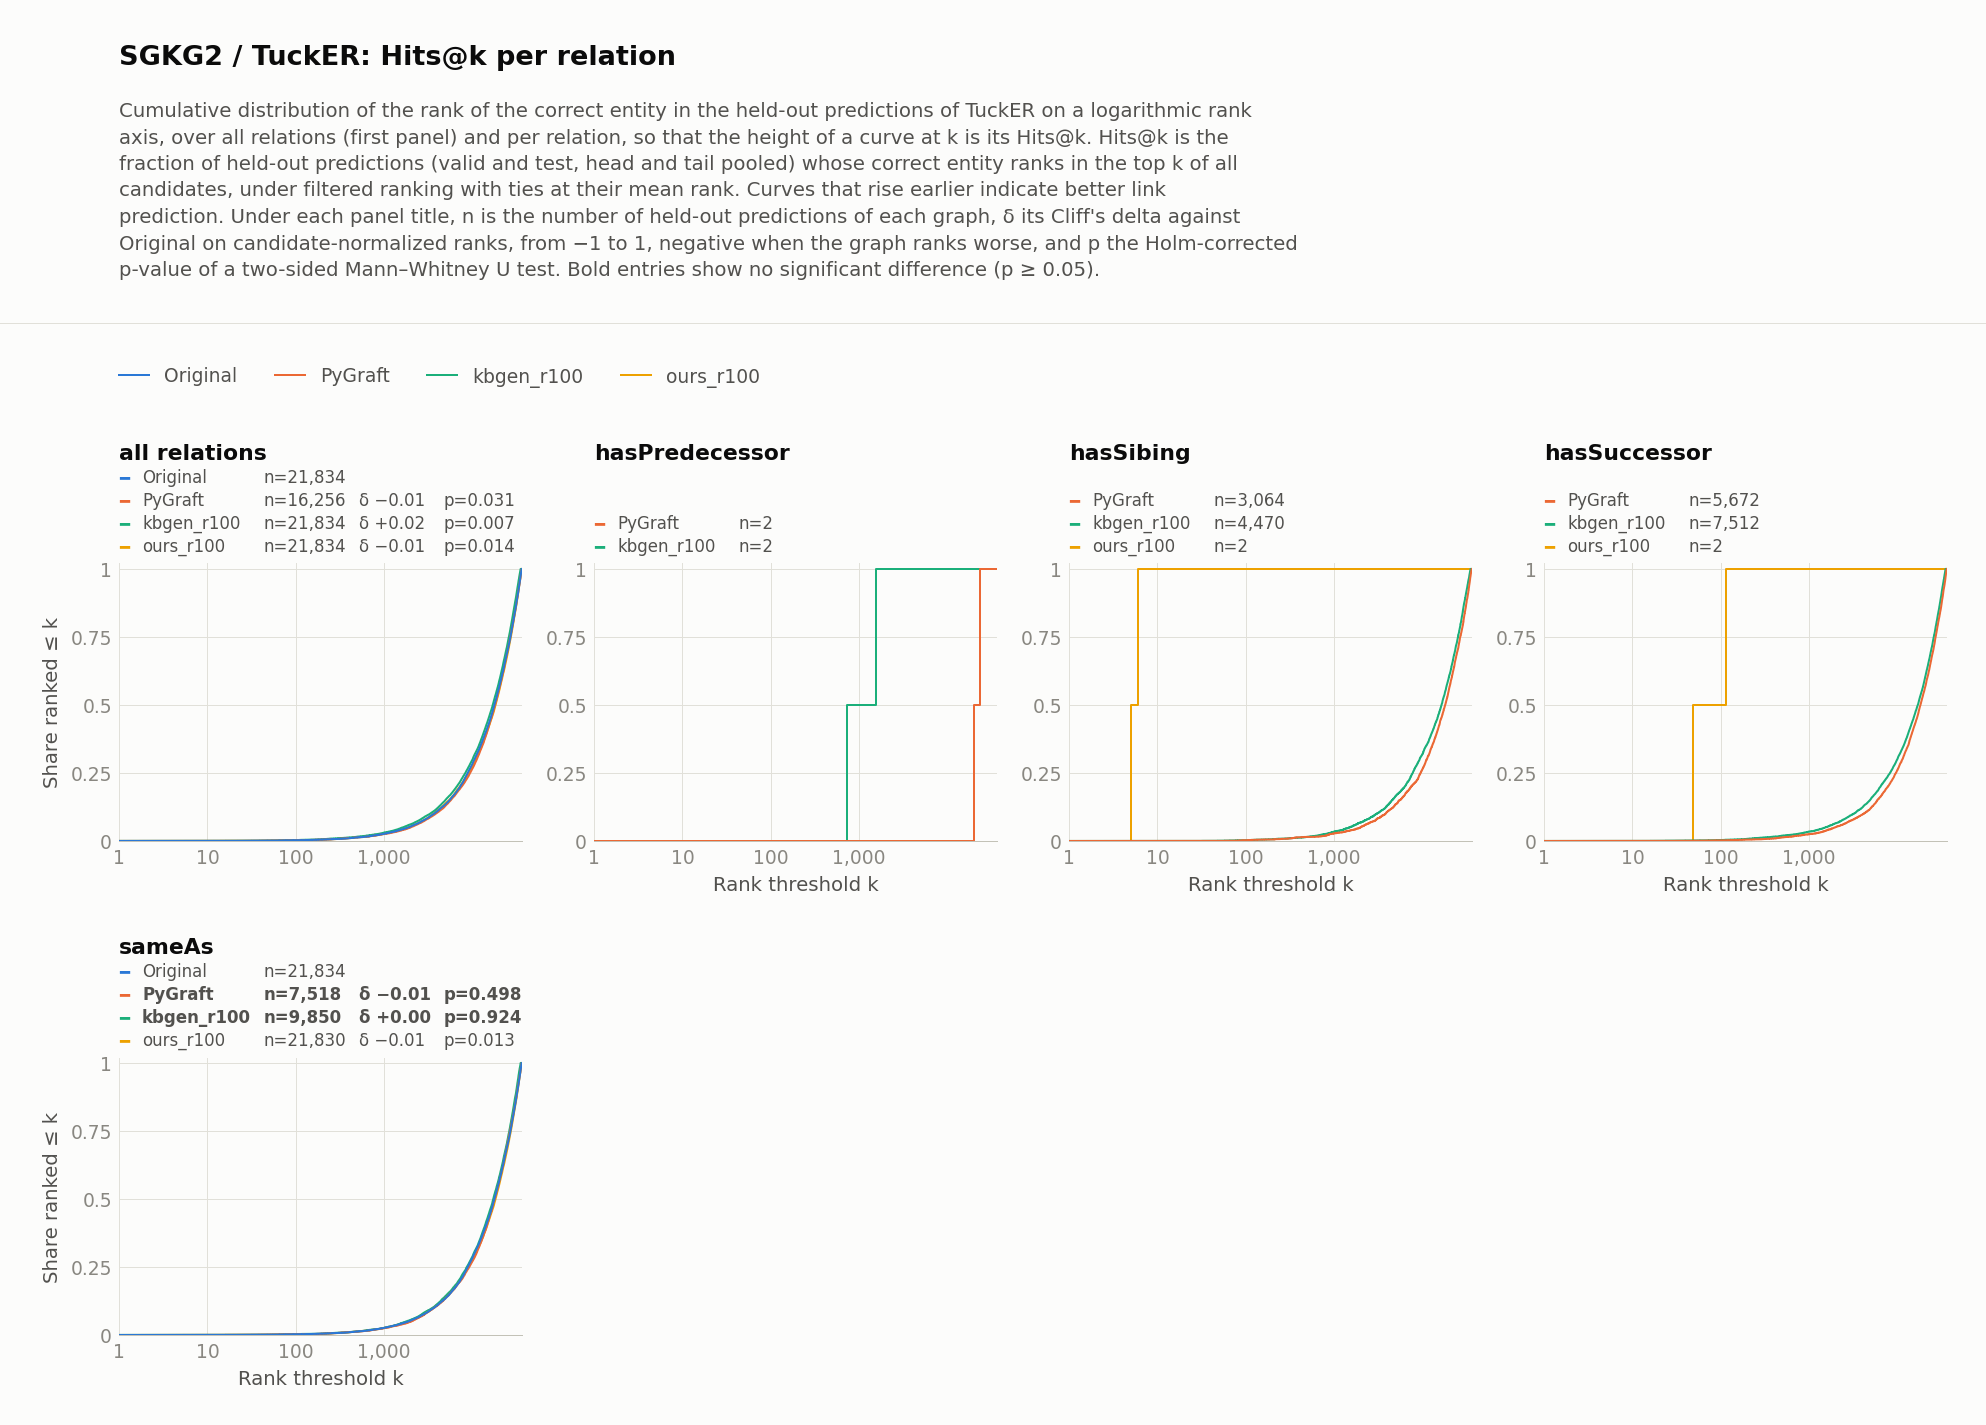 SGKG2 / TuckER: Hits@k per relation
Cumulative distribution of the rank of the correct entity in the held-out predictions of TuckER on a logarithmic rank
axis, over all relations (first panel) and per relation, so that the height of a curve at k is its Hits@k. Hits@k is the
fraction of held-out predictions (valid and test, head and tail pooled) whose correct entity ranks in the top k of all
candidates, under filtered ranking with ties at their mean rank. Curves that rise earlier indicate better link
prediction. Under each panel title, n is the number of held-out predictions of each graph, δ its Cliff's delta against
Original on candidate-normalized ranks, from −1 to 1, negative when the graph ranks worse, and p the Holm-corrected
p-value of a two-sided Mann–Whitney U test. Bold entries show no significant difference (p ≥ 0.05).
Original PyGraft kbgen_r100 ours_r100
all relations
Original n=21,834
PyGraft n=16,256 δ −0.01 p=0.031
kbgen_r100 n=21,834 δ +0.02 p=0.007
ours_r100 n=21,834 δ −0.01 p=0.014
1
0.75
0.5
0.25
0
Share ranked ≤ k
1 10 100 1,000
hasPredecessor
PyGraft n=2
kbgen_r100 n=2
1
0.75
0.5
0.25
0
1 10 100 1,000
Rank threshold k
hasSibing
PyGraft n=3,064
kbgen_r100 n=4,470
ours_r100 n=2
1
0.75
0.5
0.25
0
1 10 100 1,000
Rank threshold k
hasSuccessor
PyGraft n=5,672
kbgen_r100 n=7,512
ours_r100 n=2
1
0.75
0.5
0.25
0
1 10 100 1,000
Rank threshold k
sameAs
Original n=21,834
PyGraft n=7,518 δ −0.01 p=0.498
kbgen_r100 n=9,850 δ +0.00 p=0.924
ours_r100 n=21,830 δ −0.01 p=0.013
1
0.75
0.5
0.25
0
Share ranked ≤ k
1 10 100 1,000
Rank threshold k